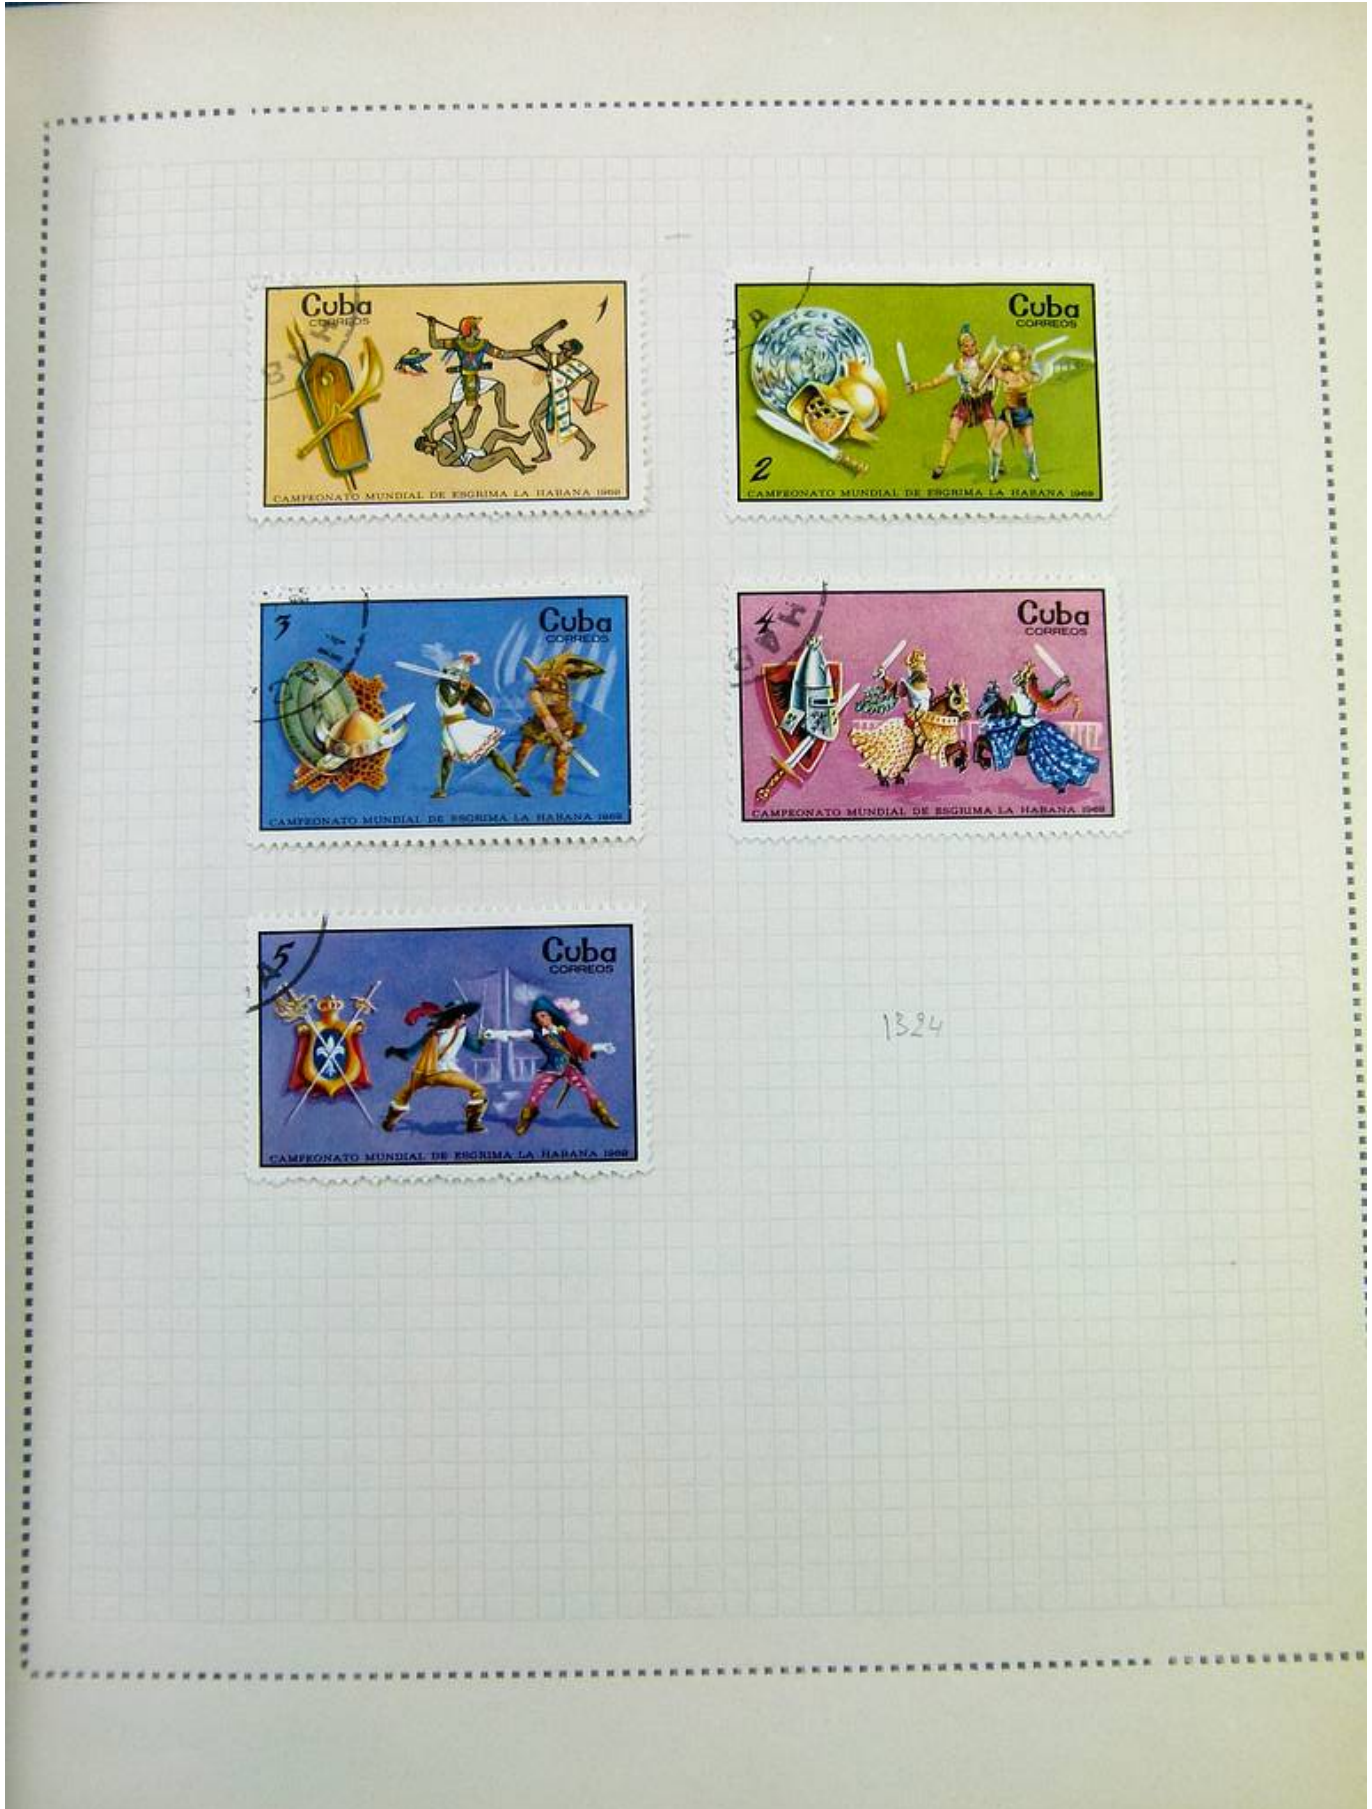 Cuba
CORREOS
1
CAMPEONATO MUNDIAL DE ESGRIMA LA HABANA 1969
Cuba
CORREOS
2
CAMPEONATO MUNDIAL DE ESGRIMA LA HABANA 1969
3
Cuba
CORREOS
CAMPEONATO MUNDIAL DE ESGRIMA LA HABANA 1969
4
Cuba
CORREOS
CAMPEONATO MUNDIAL DE ESGRIMA LA HABANA 1969
5
Cuba
CORREOS
CAMPEONATO MUNDIAL DE ESGRIMA LA HABANA 1969
1324